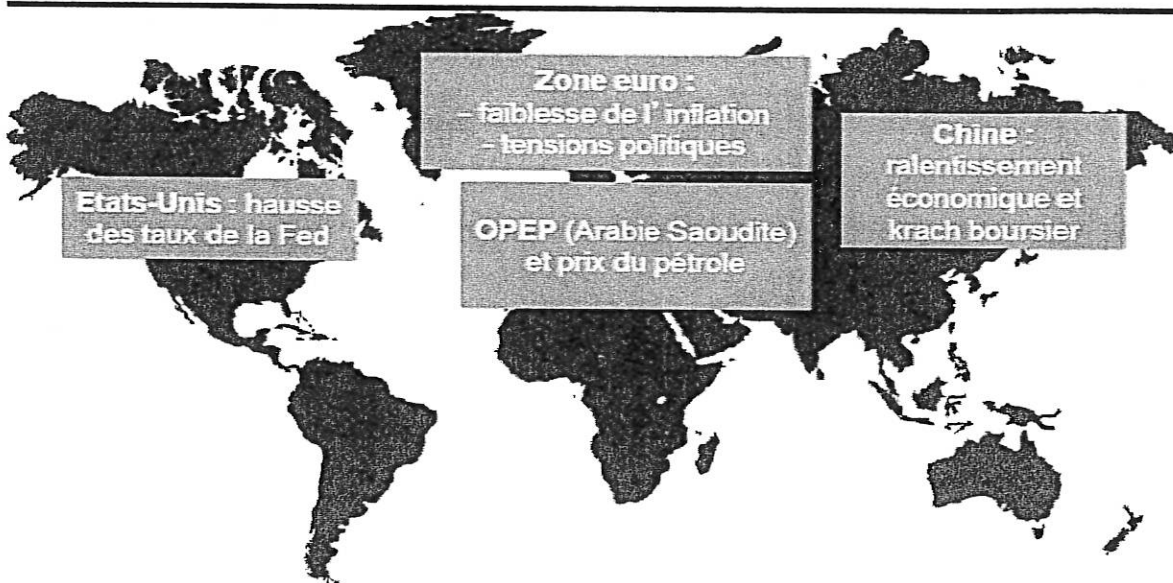 Zone euro :
– faiblesse de l' inflation
– tensions politiques
Chine :
ralentissement
économique et
krach boursier
Etats-Unis : hausse
des taux de la Fed
OPEP (Arabie Saoudite)
et prix du pétrole